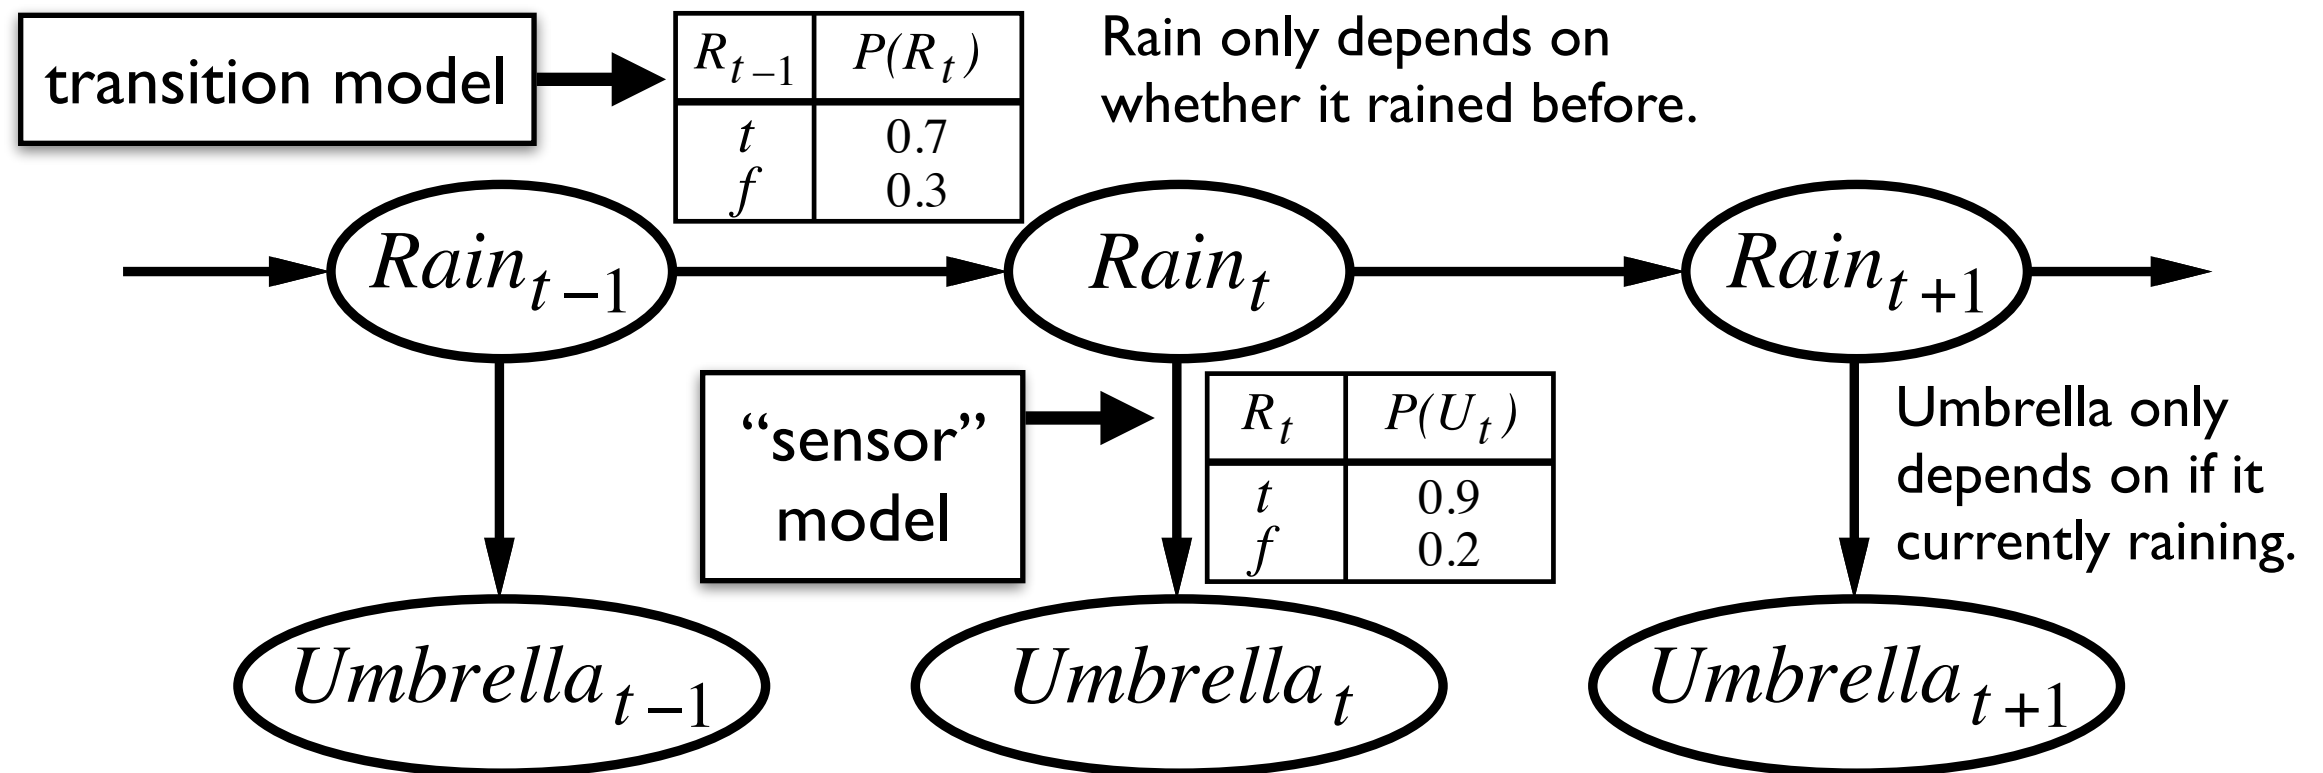 transition model
R_{t-1} P(R_t)
t 0.7
f 0.3
Rain only depends on
whether it rained before.
Rain_{t-1} Rain_t Rain_{t+1}
“sensor”
model
R_t P(U_t)
t 0.9
f 0.2
Umbrella only
depends on if it
currently raining.
Umbrella_{t-1} Umbrella_t Umbrella_{t+1}